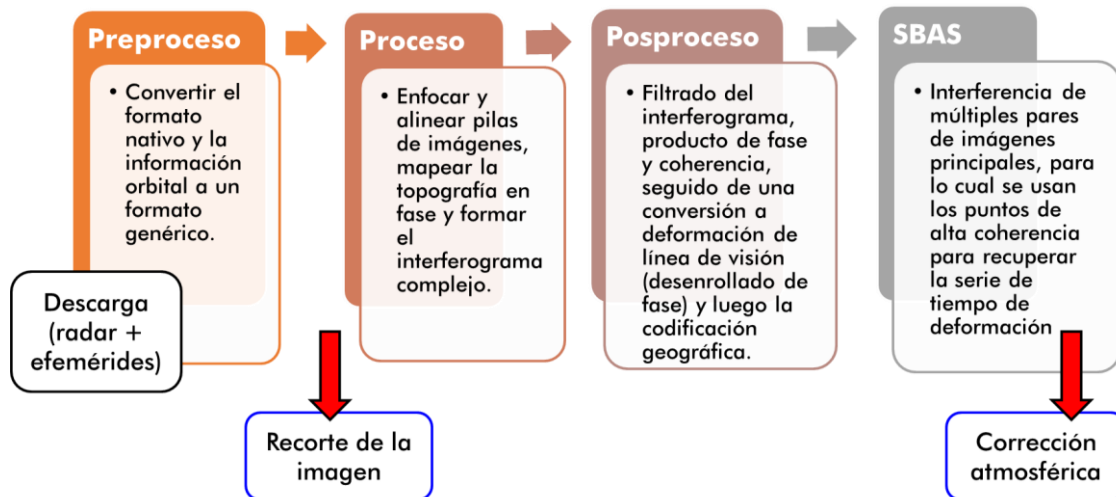 Preproceso
• Convertir el
formato
nativo y la
información
orbital a un
formato
genérico.
Descarga
(radar +
efemérides)
Proceso
• Enfocar y
alinear pilas
de imágenes,
mapear la
topografía en
fase y formar
el
interferograma
complejo.
Recorte de la
imagen
Posproceso
• Filtrado del
interferograma,
producto de fase
y coherencia,
seguido de una
conversión a
deformación de
línea de visión
(desenrollado de
fase) y luego la
codificación
geográfica.
SBAS
• Interferencia de
múltiples pares
de imágenes
principales, para
lo cual se usan
los puntos de
alta coherencia
para recuperar
la serie de
tiempo de
deformación
Corrección
atmosférica